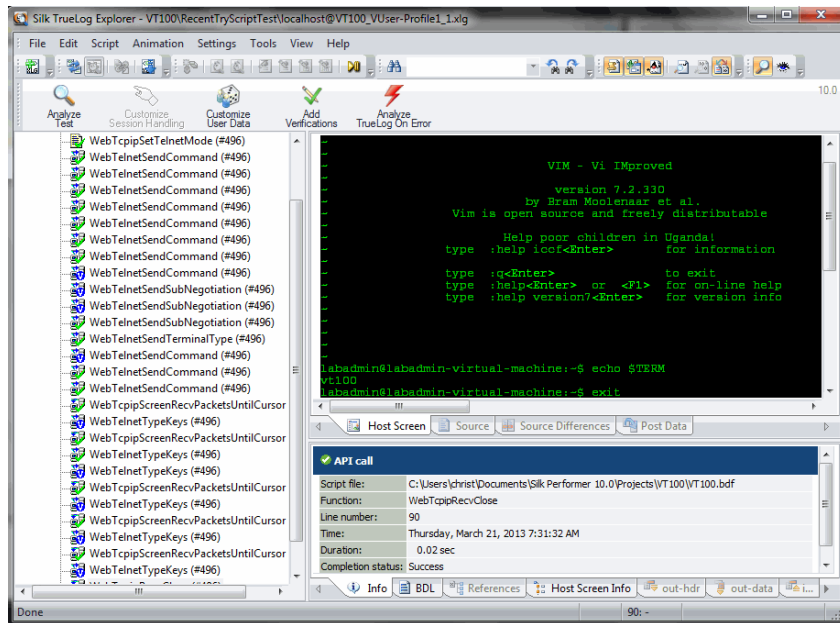 Silk TrueLog Explorer - VT100\RecentTryScriptTest\localhost@VT100_VUser-Profile1_1.xlg
File Edit Script Animation Settings Tools View Help
10.0
Analyze Test
Customize Session Handling
Customize User Data
Add Verifications
Analyze TrueLog On Error
WebTcpipSetTelnetMode (#496)
WebTelnetSendCommand (#496)
WebTelnetSendCommand (#496)
WebTelnetSendCommand (#496)
WebTelnetSendCommand (#496)
WebTelnetSendCommand (#496)
WebTelnetSendCommand (#496)
WebTelnetSendCommand (#496)
WebTelnetSendCommand (#496)
WebTelnetSendSubNegotiation (#496)
WebTelnetSendSubNegotiation (#496)
WebTelnetSendSubNegotiation (#496)
WebTelnetSendTerminalType (#496)
WebTelnetSendCommand (#496)
WebTelnetSendCommand (#496)
WebTelnetSendCommand (#496)
WebTcpipScreenRecvPacketsUntilCursor
WebTelnetTypeKeys (#496)
WebTcpipScreenRecvPacketsUntilCursor
WebTelnetTypeKeys (#496)
WebTelnetTypeKeys (#496)
WebTcpipScreenRecvPacketsUntilCursor
WebTelnetTypeKeys (#496)
WebTcpipScreenRecvPacketsUntilCursor
WebTelnetTypeKeys (#496)
WebTcpipScreenRecvPacketsUntilCursor
WebTelnetTypeKeys (#496)
~
~ VIM - Vi IMproved
~
~ version 7.2.330
~ by Bram Moolenaar et al.
~ Vim is open source and freely distributable
~
~ Help poor children in Uganda!
~ type :help iccf<Enter> for information
~
~ type :q<Enter> to exit
~ type :help<Enter> or <F1> for on-line help
~ type :help version7<Enter> for version info
~
~
~
~
labadmin@labadmin-virtual-machine:~$ echo $TERM
vt100
labadmin@labadmin-virtual-machine:~$ exit
Host Screen Source Source Differences Post Data
API call
Script file: C:\Users\christ\Documents\Silk Performer 10.0\Projects\VT100\VT100.bdf
Function: WebTcpipRecvClose
Line number: 90
Time: Thursday, March 21, 2013 7:31:32 AM
Duration: 0.02 sec
Completion status: Success
Info BDL References Host Screen Info out-hdr out-data i...
Done
90: -